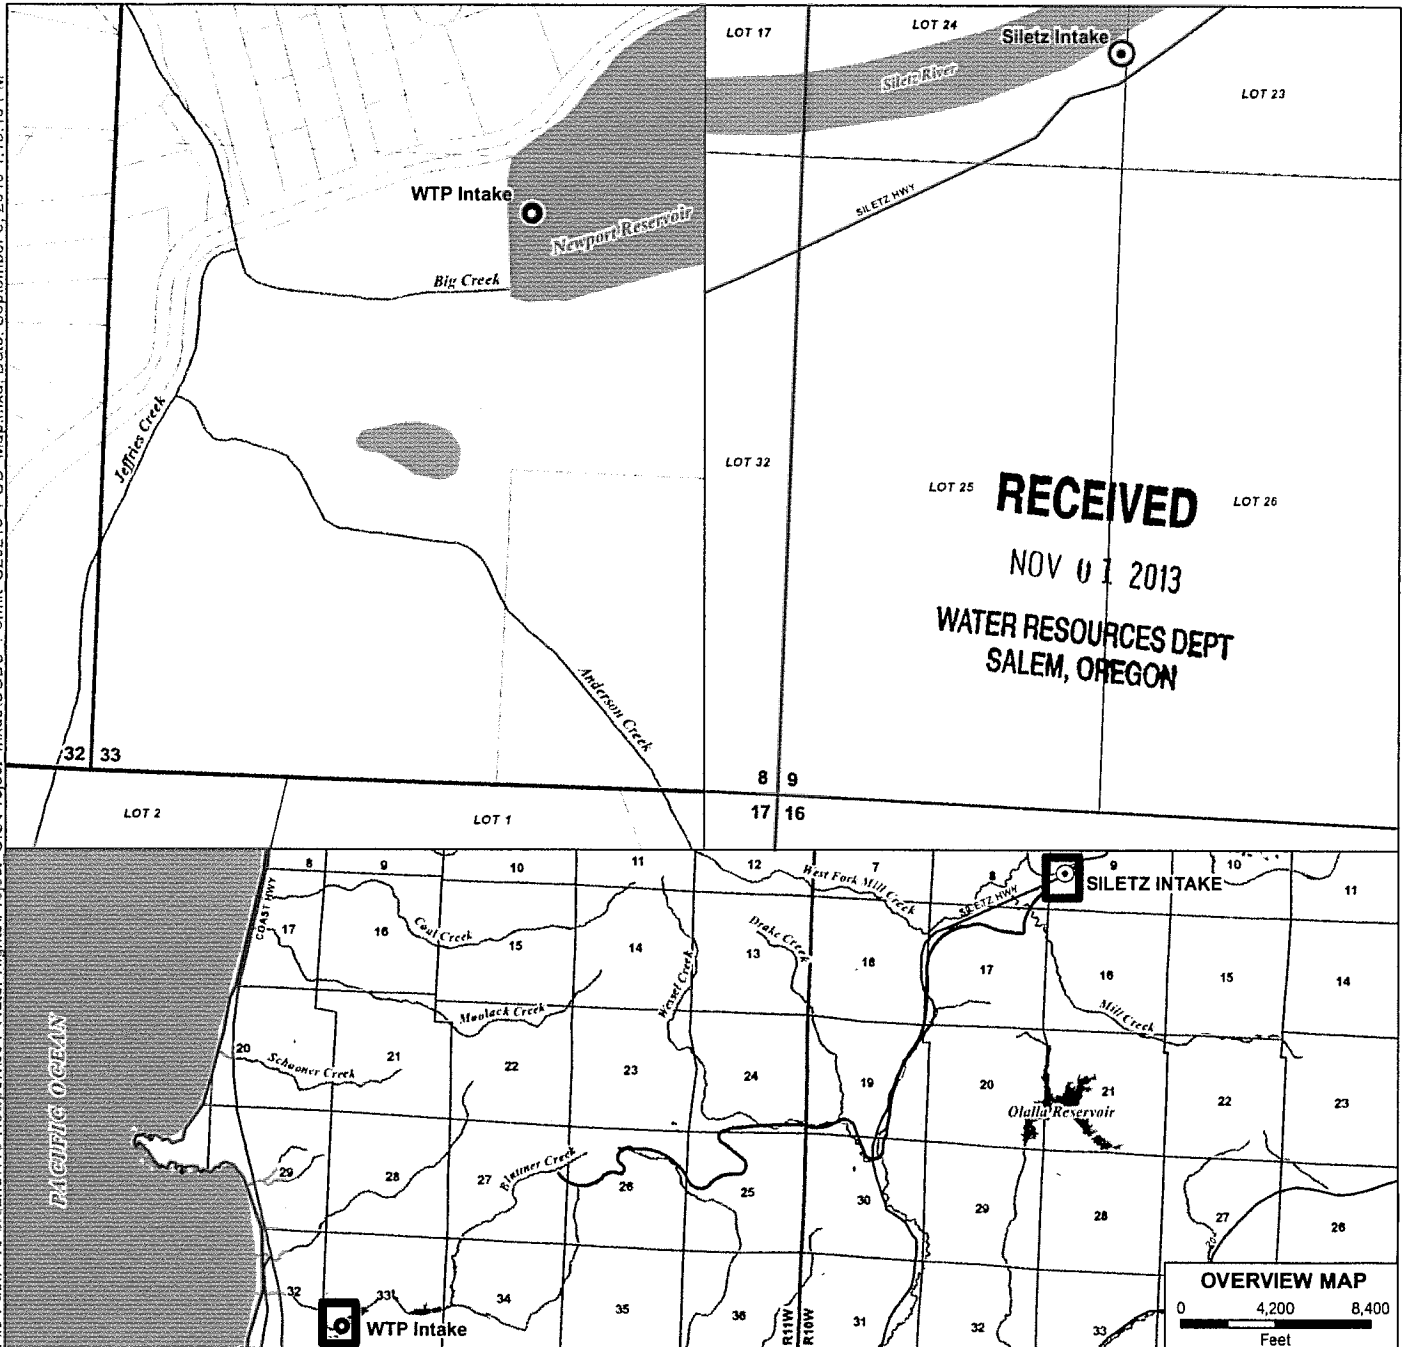 LOT 17
LOT 24
Siletz Intake
Siletz River
LOT 23
WTP Intake
Newport Reservoir
SILETZ HWY
Big Creek
Jeffries Creek
LOT 32
LOT 25
RECEIVED
LOT 26
NOV 01 2013
WATER RESOURCES DEPT
SALEM, OREGON
Anderson Creek
32 33
8 9
17 16
LOT 2
LOT 1
8 9 10 11 12 7 8 9 10 11
West Fork Mill Creek
SILETZ INTAKE
SILETZ HWY
COAST HWY
17 16 15 14 13 18 17 16 15 14
Coal Creek
Drake Creek
Wessel Creek
Moolack Creek
Mill Creek
PACIFIC OCEAN
20 21 22 23 24 19 20 21 22 23
Schooner Creek
Olalla Reservoir
Blattner Creek
29 28 27 26 25 30 29 28 27 26
OVERVIEW MAP
0 4,200 8,400
Feet
32 33 34 35 36 31 32 33
WTP Intake
R11W
R10W